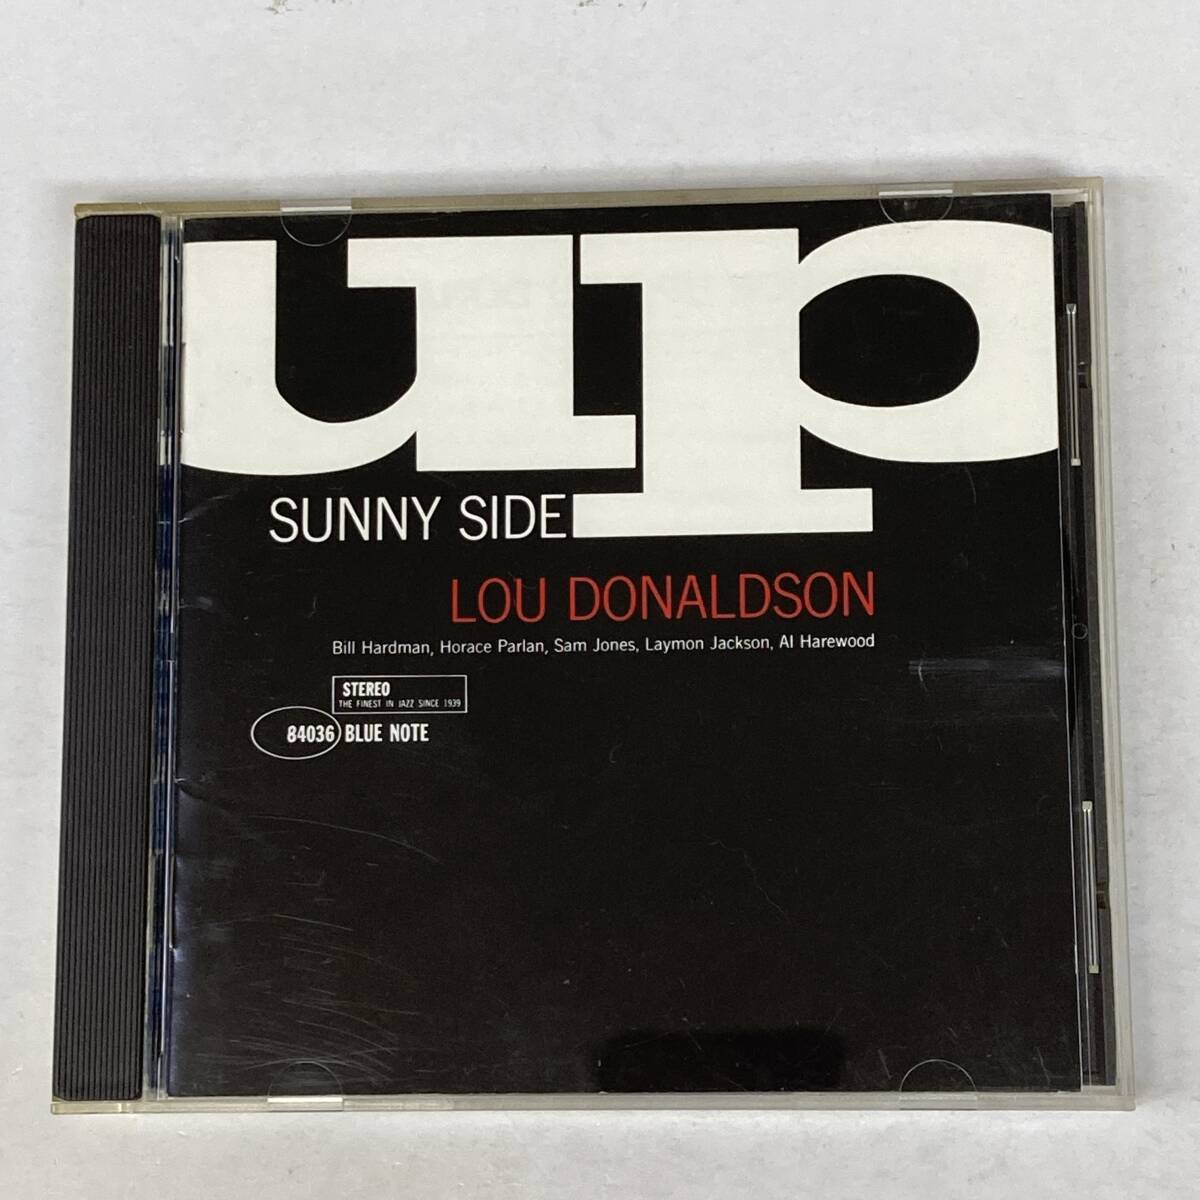 up
SUNNY SIDE
LOU DONALDSON
Bill Hardman, Horace Parlan, Sam Jones, Laymon Jackson, Al Harewood
STEREO
THE FINEST IN JAZZ SINCE 1939
84036 BLUE NOTE